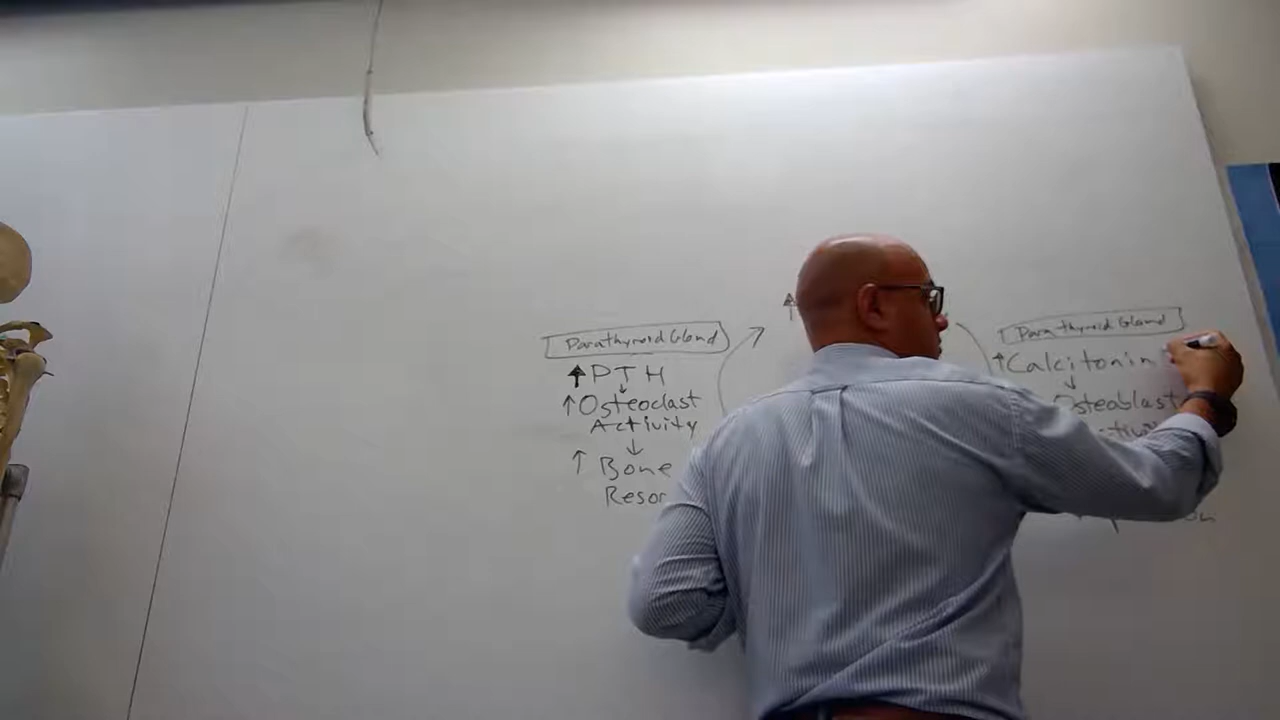 Parathyroid Gland
↑ PTH
↓
↑ Osteoclast
Activity
↓
↑ Bone
Resor
↑
Parathyroid Gland
↑ Calcitonin
↓
Osteoblast